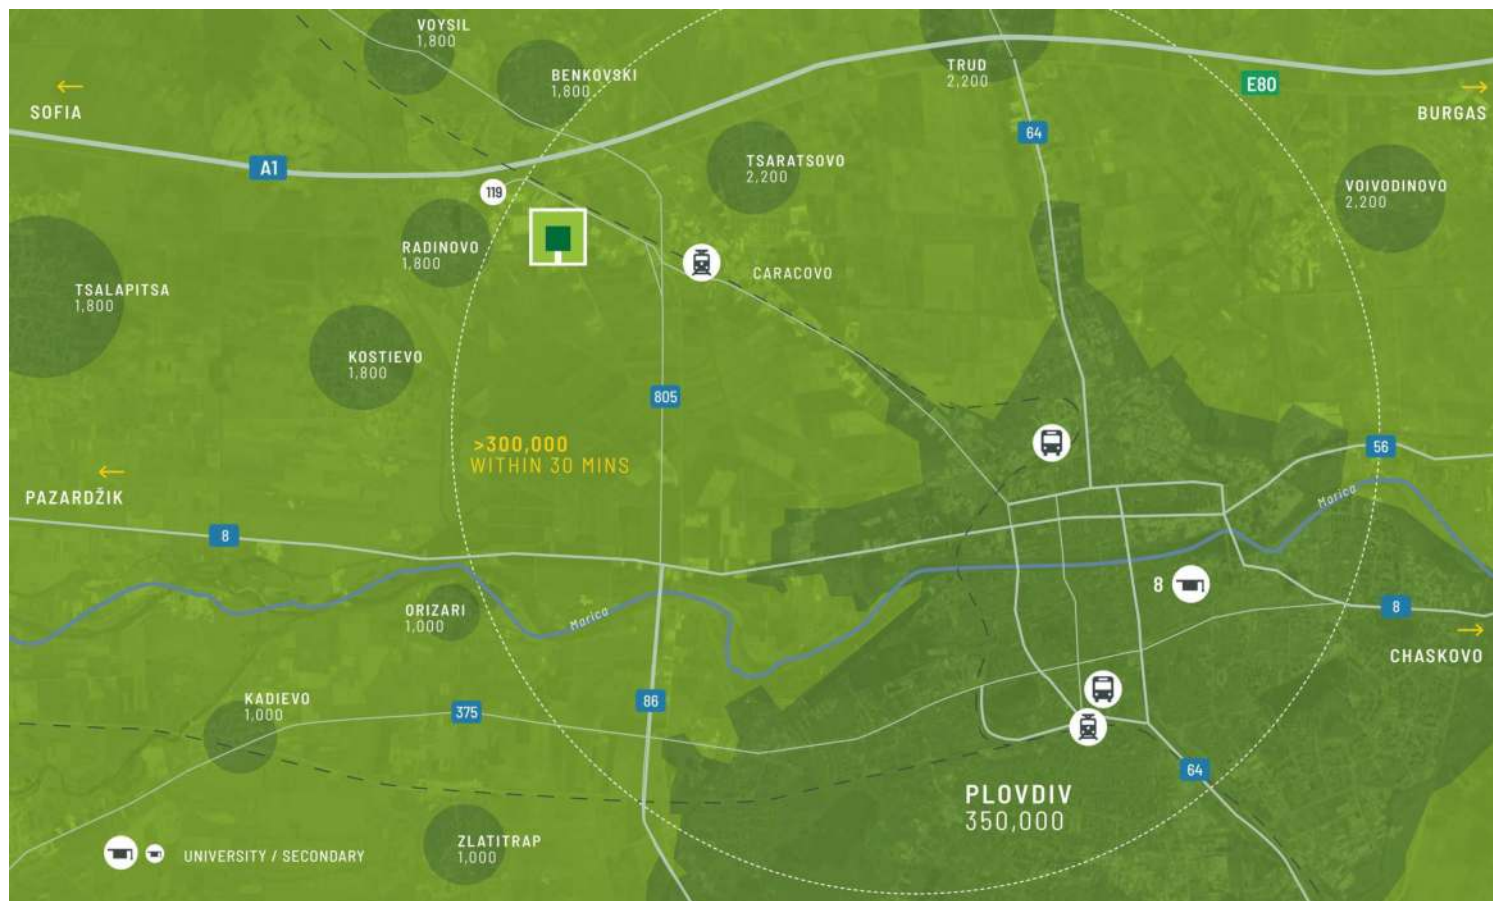 VOYSIL
1,800
BENKOVSKI
1,800
TRUD
2,200
E80
SOFIA
BURGAS
64
A1
TSARATSOVO
2,200
119
VOIVODINOVO
2,200
RADINOVO
1,800
CARACOVO
TSALAPITSA
1,800
KOSTIEVO
1,800
805
>300,000
WITHIN 30 MINS
56
PAZARDŽIK
Marica
8
8
ORIZARI
1,000
Marica
8
CHASKOVO
KADIEVO
1,000
375
86
64
PLOVDIV
350,000
ZLATITRAP
1,000
UNIVERSITY / SECONDARY